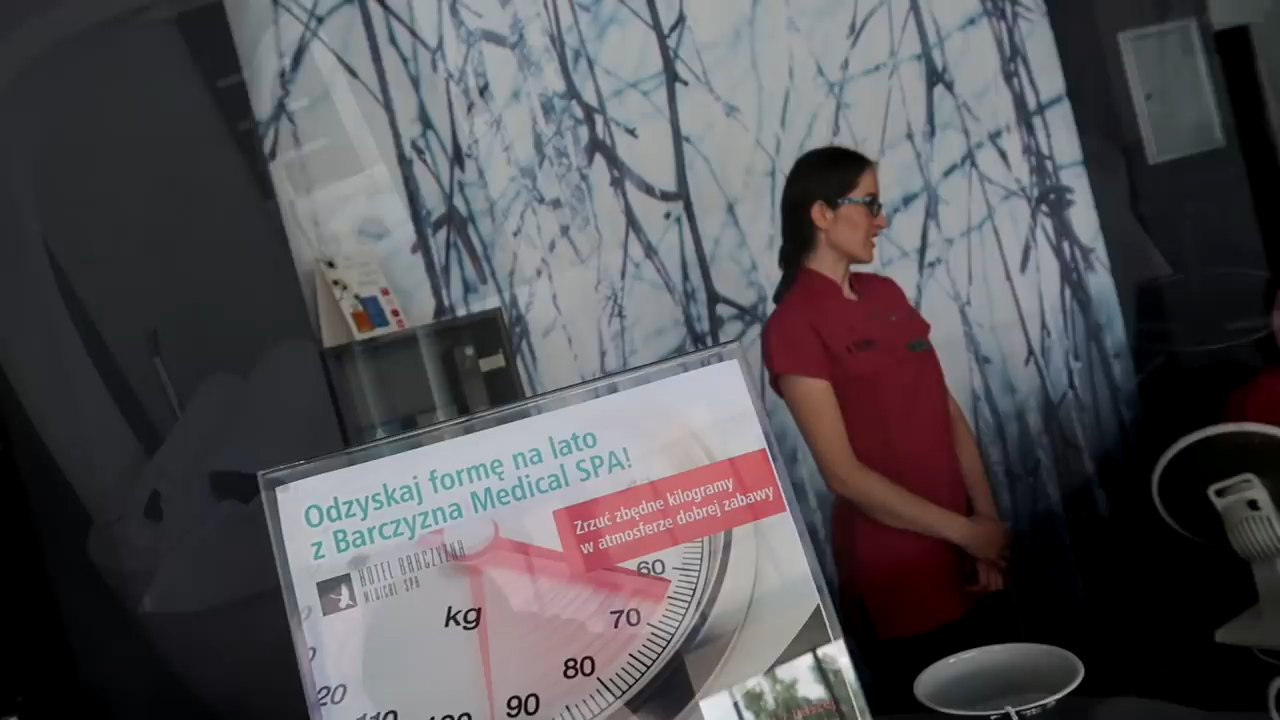 Odzyskaj formę na lato
z Barczyzna Medical SPA!
Zrzuć zbędne kilogramy
w atmosferze dobrej zabawy
HOTEL BARCZYZNA
MEDICAL SPA
kg
60
70
80
90